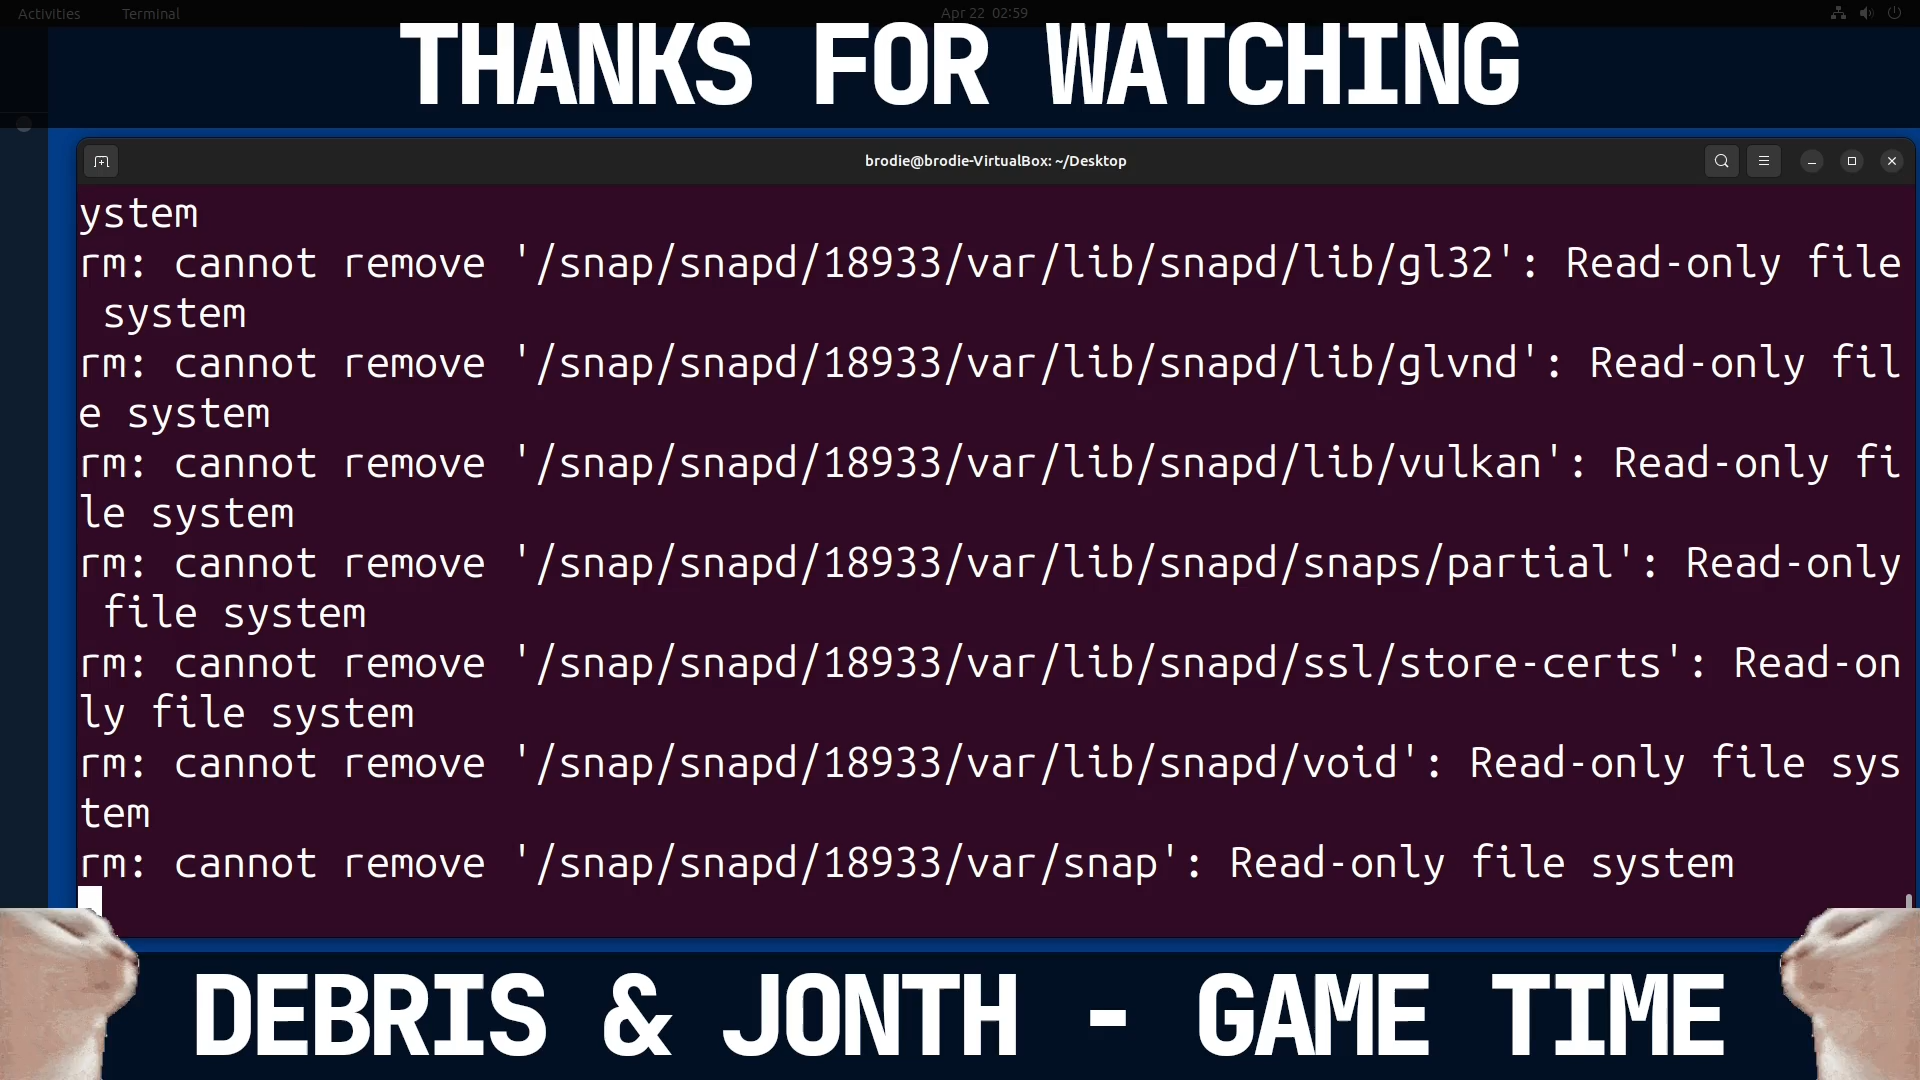 Activities Terminal Apr 22 02:59
THANKS FOR WATCHING
brodie@brodie-VirtualBox: ~/Desktop
ystem
rm: cannot remove '/snap/snapd/18933/var/lib/snapd/lib/gl32': Read-only file
 system
rm: cannot remove '/snap/snapd/18933/var/lib/snapd/lib/glvnd': Read-only fil
e system
rm: cannot remove '/snap/snapd/18933/var/lib/snapd/lib/vulkan': Read-only fi
le system
rm: cannot remove '/snap/snapd/18933/var/lib/snapd/snaps/partial': Read-only
 file system
rm: cannot remove '/snap/snapd/18933/var/lib/snapd/ssl/store-certs': Read-on
ly file system
rm: cannot remove '/snap/snapd/18933/var/lib/snapd/void': Read-only file sys
tem
rm: cannot remove '/snap/snapd/18933/var/snap': Read-only file system
DEBRIS & JONTH - GAME TIME